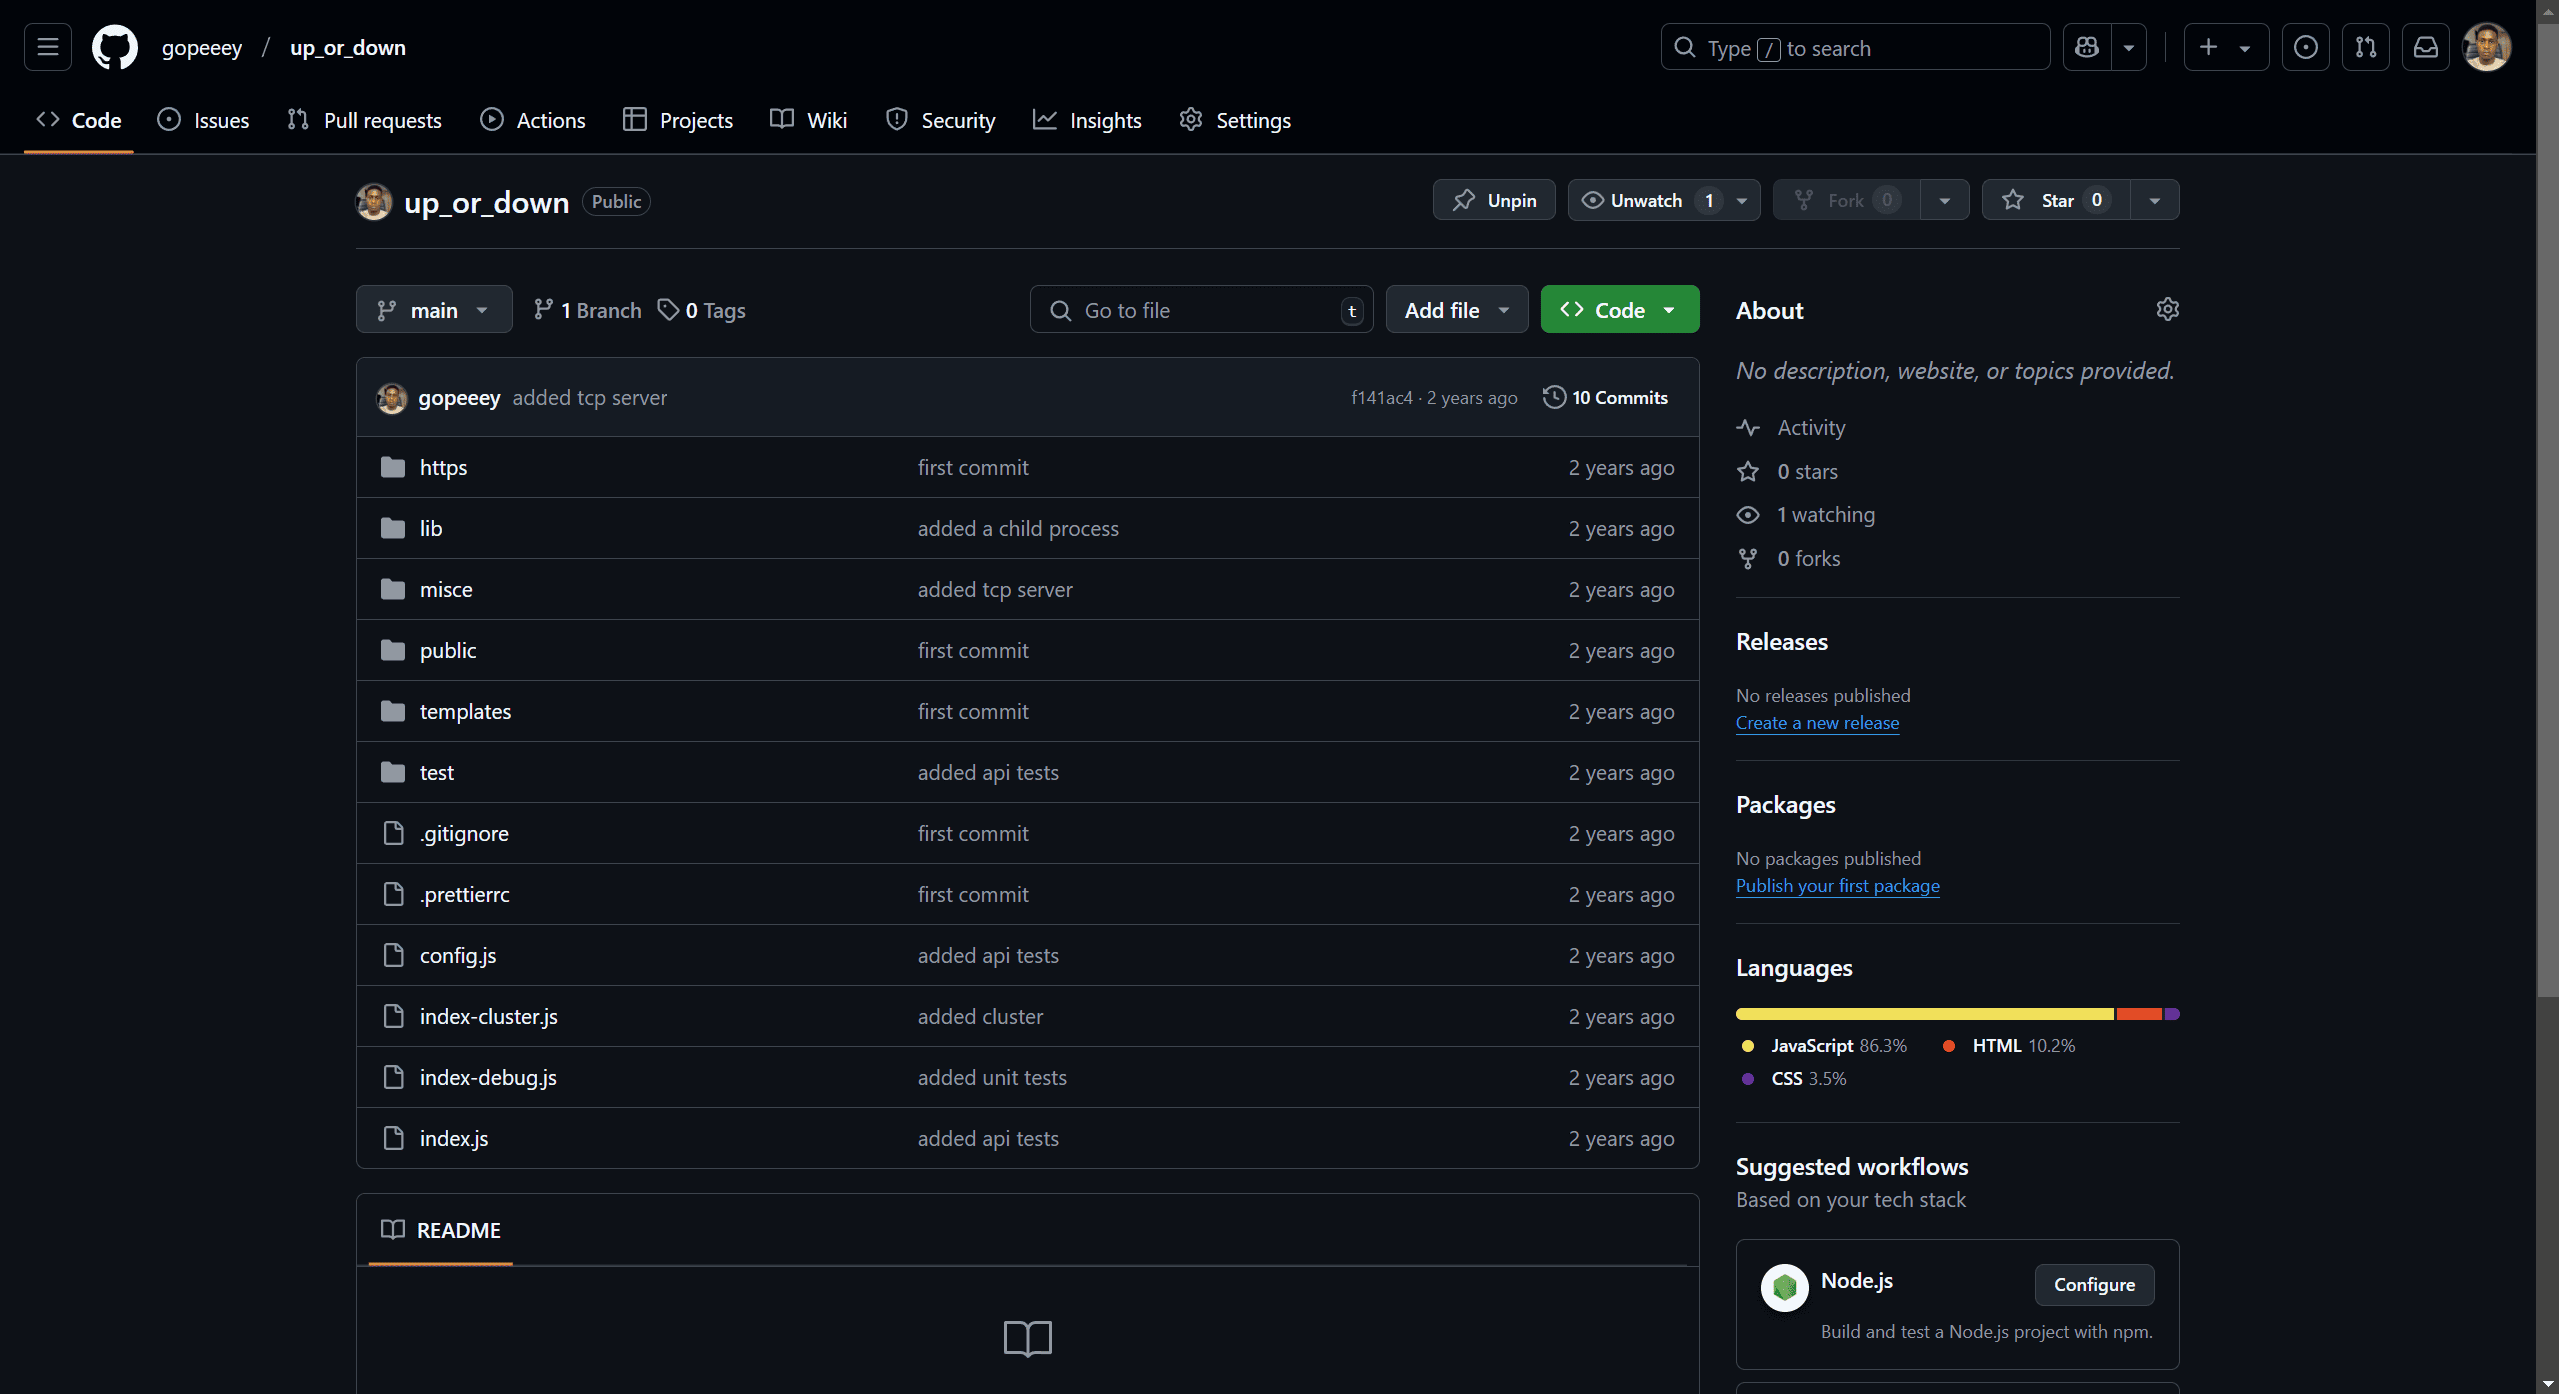 gopeeey / up_or_down
Type / to search
Code Issues Pull requests Actions Projects Wiki Security Insights Settings
up_or_down Public
Unpin Unwatch 1 Fork 0 Star 0
main 1 Branch 0 Tags
Go to file t Add file Code
gopeeey added tcp server f141ac4 · 2 years ago 10 Commits
https first commit 2 years ago
lib added a child process 2 years ago
misce added tcp server 2 years ago
public first commit 2 years ago
templates first commit 2 years ago
test added api tests 2 years ago
.gitignore first commit 2 years ago
.prettierrc first commit 2 years ago
config.js added api tests 2 years ago
index-cluster.js added cluster 2 years ago
index-debug.js added unit tests 2 years ago
index.js added api tests 2 years ago
README
About
No description, website, or topics provided.
Activity
0 stars
1 watching
0 forks
Releases
No releases published
Create a new release
Packages
No packages published
Publish your first package
Languages
JavaScript 86.3% HTML 10.2%
CSS 3.5%
Suggested workflows
Based on your tech stack
Node.js Configure
Build and test a Node.js project with npm.